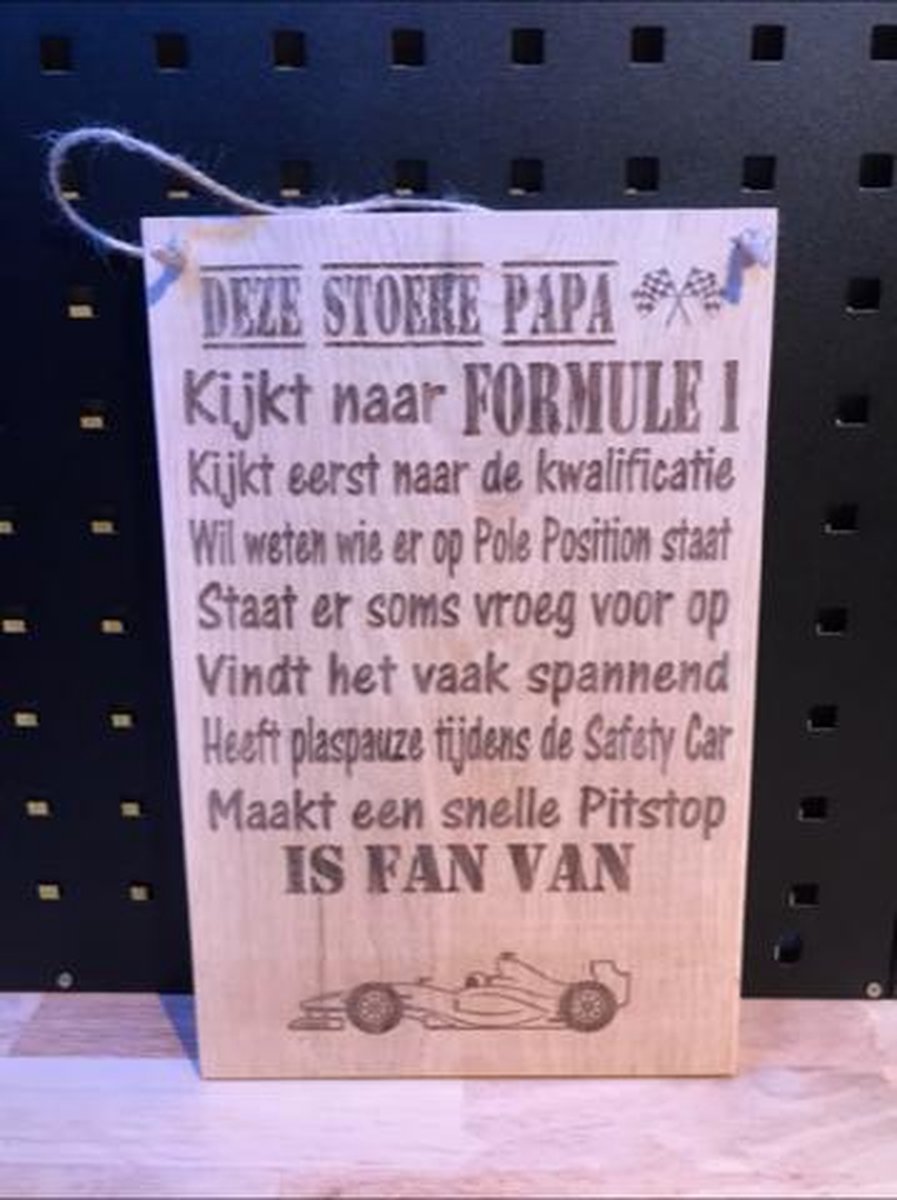 DEZE STOERE PAPA
Kijkt naar FORMULE 1
Kijkt eerst naar de kwalificatie
Wil weten wie er op Pole Position staat
Staat er soms vroeg voor op
Vindt het vaak spannend
Heeft plaspauze tijdens de Safety Car
Maakt een snelle Pitstop
IS FAN VAN